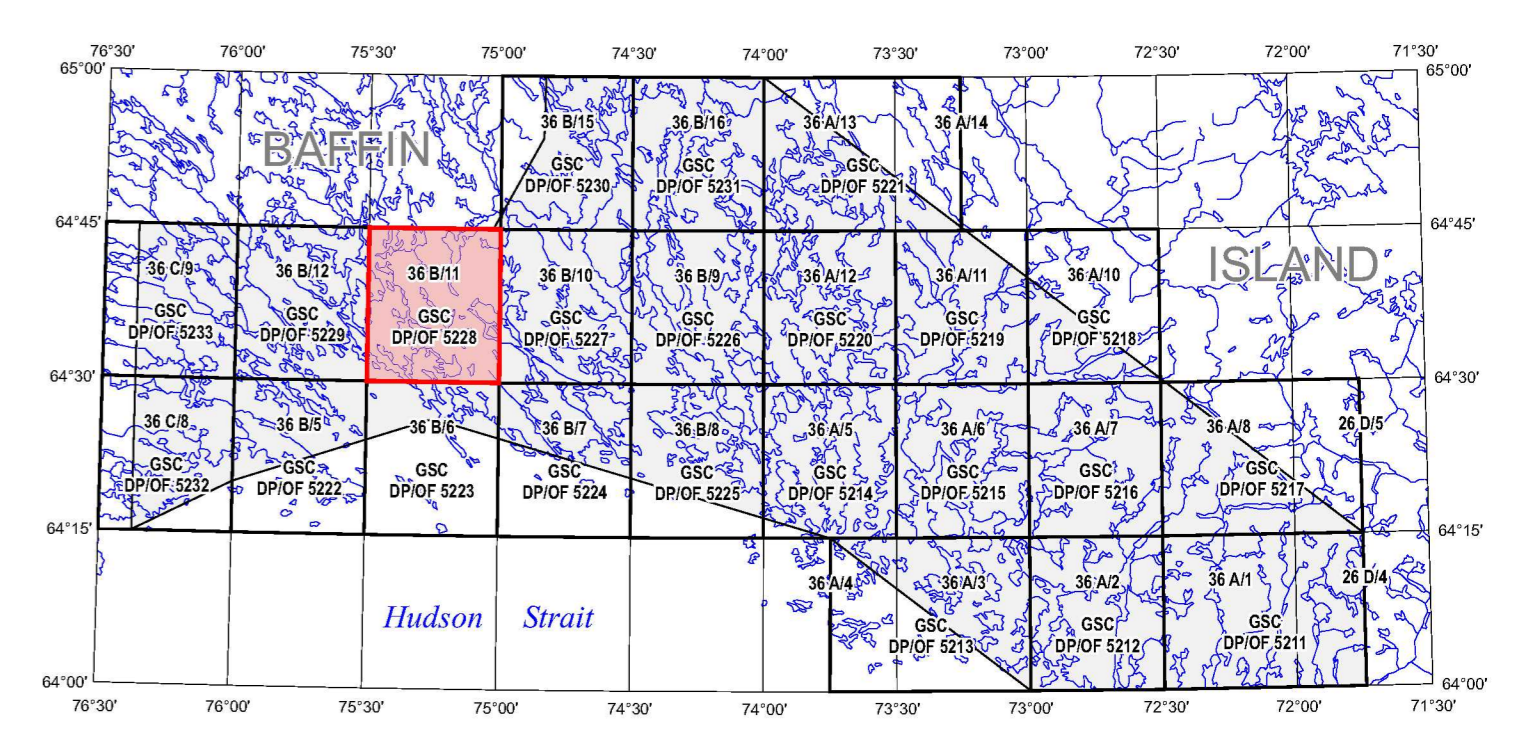 76°30'
76°00'
75°30'
75°00'
74°30'
74°00'
73°30'
73°00'
72°30'
72°00'
71°30'
65°00'
65°00'
36 B/15
36 B/16
36 A/13
36 A/14
BAFFIN
GSC
DP/OF 5230
GSC
DP/OF 5231
GSC
DP/OF 5221
64°45'
64°45'
ISLAND
36 C/9
36 B/12
36 B/11
36 B/10
36 B/9
36 A/12
36 A/11
36 A/10
GSC
DP/OF 5233
GSC
DP/OF 5229
GSC
DP/OF 5228
GSC
DP/OF 5227
GSC
DP/OF 5226
GSC
DP/OF 5220
GSC
DP/OF 5219
GSC
DP/OF 5218
64°30'
64°30'
36 C/8
36 B/5
36 B/6
36 B/7
36 B/8
36 A/5
36 A/6
36 A/7
36 A/8
26 D/5
GSC
DP/OF 5232
GSC
DP/OF 5222
GSC
DP/OF 5223
GSC
DP/OF 5224
GSC
DP/OF 5225
GSC
DP/OF 5214
GSC
DP/OF 5215
GSC
DP/OF 5216
GSC
DP/OF 5217
64°15'
64°15'
36 A/4
36 A/3
36 A/2
36 A/1
26 D/4
Hudson Strait
GSC
DP/OF 5213
GSC
DP/OF 5212
GSC
DP/OF 5211
64°00'
64°00'
76°30'
76°00'
75°30'
75°00'
74°30'
74°00'
73°30'
73°00'
72°30'
72°00'
71°30'